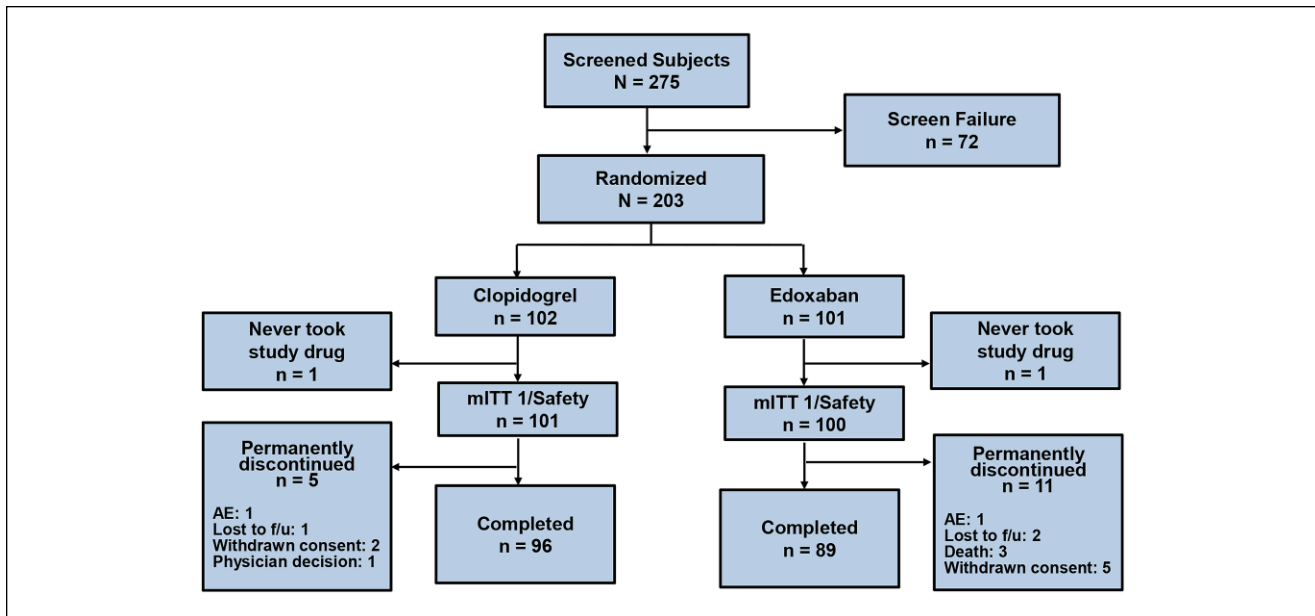 Screened Subjects
N = 275
Screen Failure
n = 72
Randomized
N = 203
Clopidogrel
n = 102
Edoxaban
n = 101
Never took
study drug
n = 1
Never took
study drug
n = 1
mITT 1/Safety
n = 101
mITT 1/Safety
n = 100
Permanently
discontinued
n = 5
AE: 1
Lost to f/u: 1
Withdrawn consent: 2
Physician decision: 1
Completed
n = 96
Completed
n = 89
Permanently
discontinued
n = 11
AE: 1
Lost to f/u: 2
Death: 3
Withdrawn consent: 5